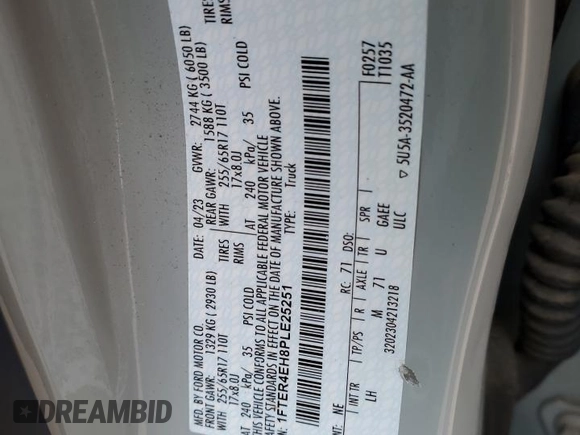 MFD. BY FORD MOTOR CO.
DATE: 04/23 GVWR: 2744 KG ( 6050 LB)
FRONT GAWR: 1329 KG ( 2930 LB) REAR GAWR: 1588 KG ( 3500 LB) TIRES
WITH 255/65R17 110T TIRES WITH 255/65R17 110T RIMS
17x8.0J RIMS 17x8.0J
AT 240 kPa/ 35 PSI COLD AT 240 kPa/ 35 PSI COLD
THIS VEHICLE CONFORMS TO ALL APPLICABLE FEDERAL MOTOR VEHICLE
SAFETY STANDARDS IN EFFECT ON THE DATE OF MANUFACTURE SHOWN ABOVE.
1FTER4EH8PLE25251
TYPE: Truck
F0257
T1035
NE RC: 71 DSO:
INT TR TP/PS R AXLE TR SPR
LH M 71 U GAEE
ULC
3202304213218
5U5A-3520472-AA
DREAMBID